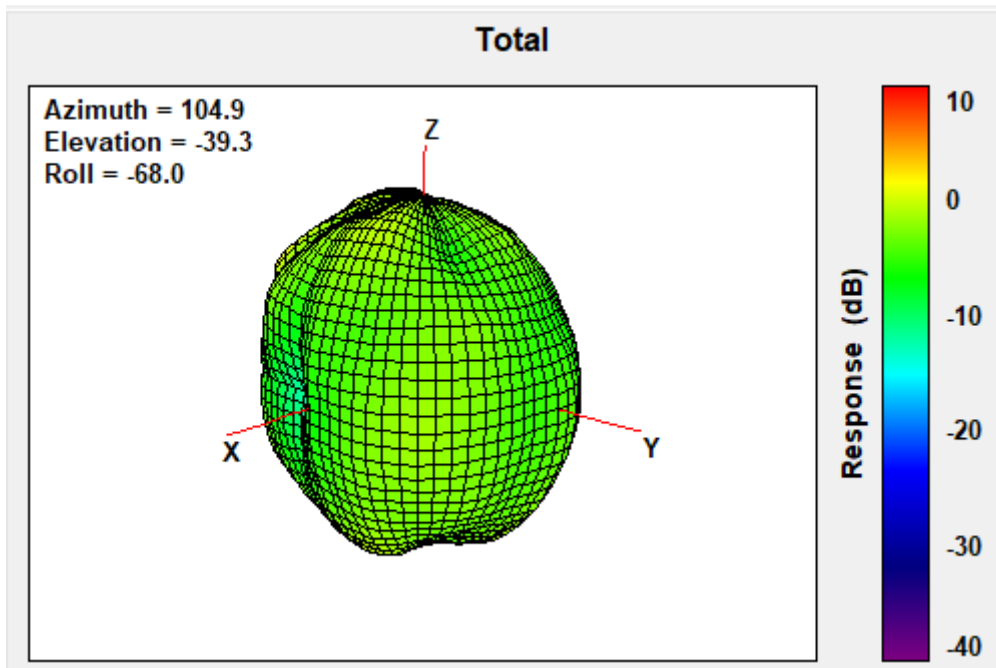 Total
Azimuth = 104.9
Elevation = -39.3
Roll = -68.0
Z
X
Y
10
0
-10
-20
-30
-40
Response (dB)